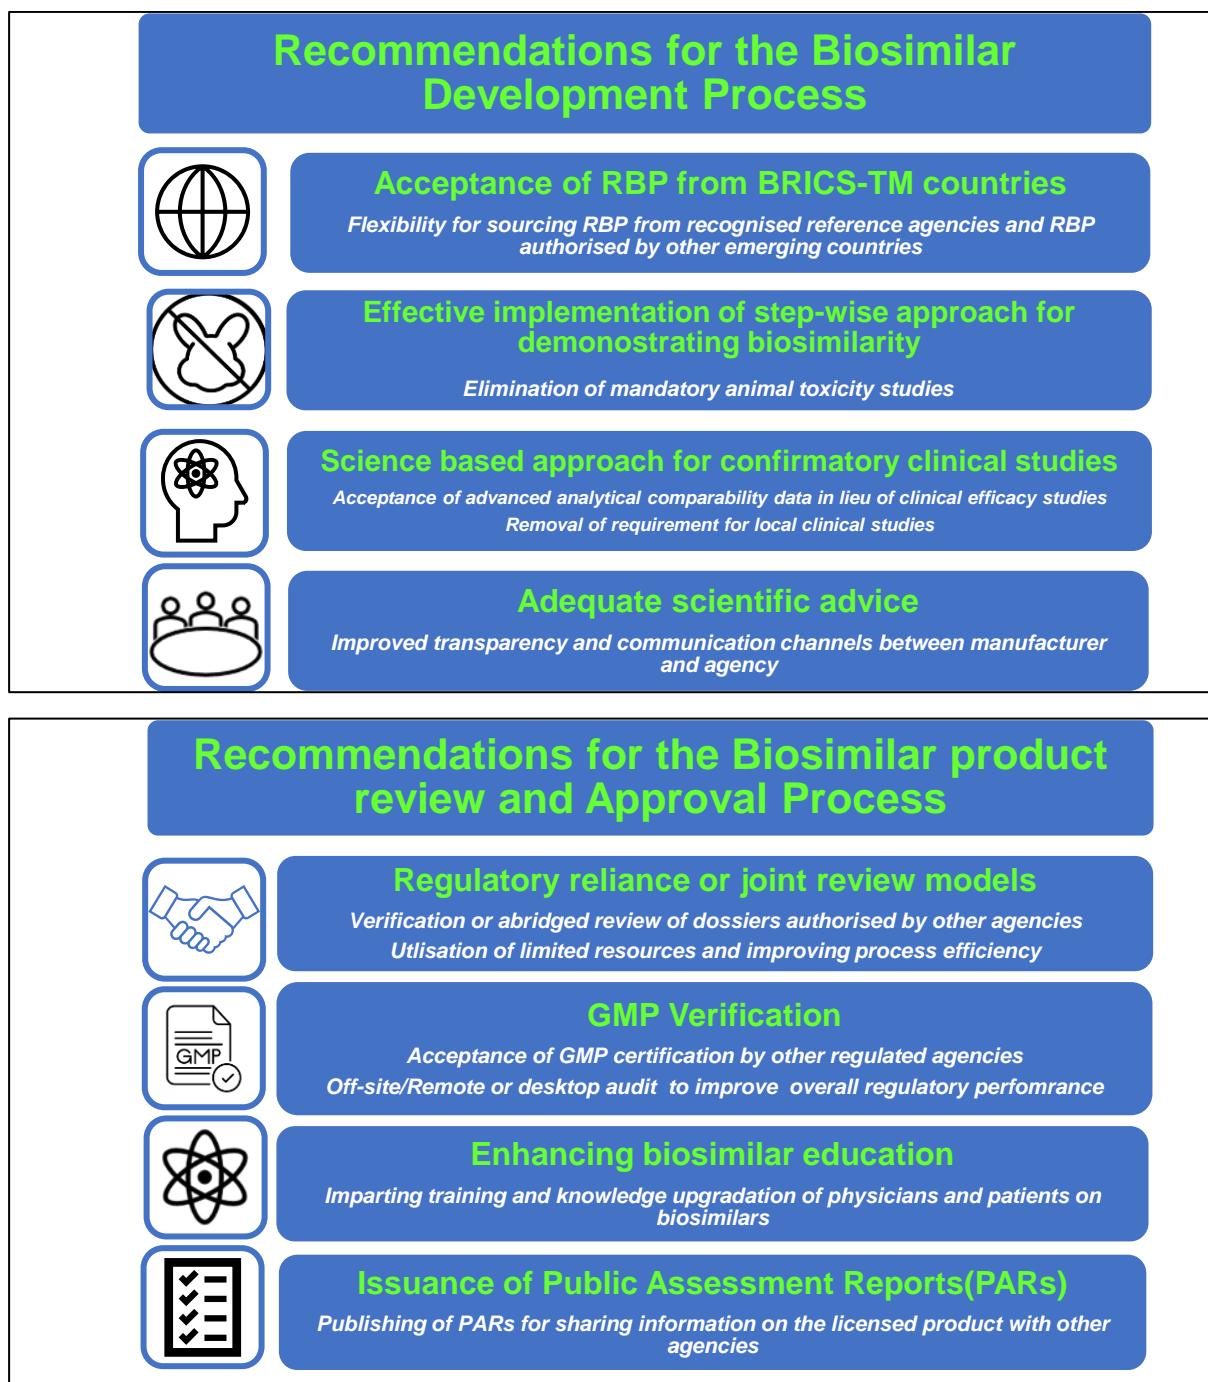 Recommendations for the Biosimilar
Development Process
Acceptance of RBP from BRICS-TM countries
Flexibility for sourcing RBP from recognised reference agencies and RBP
authorised by other emerging countries
Effective implementation of step-wise approach for
demonostrating biosimilarity
Elimination of mandatory animal toxicity studies
Science based approach for confirmatory clinical studies
Acceptance of advanced analytical comparability data in lieu of clinical efficacy studies
Removal of requirement for local clinical studies
Adequate scientific advice
Improved transparency and communication channels between manufacturer
and agency
Recommendations for the Biosimilar product
review and Approval Process
Regulatory reliance or joint review models
Verification or abridged review of dossiers authorised by other agencies
Utlisation of limited resources and improving process efficiency
GMP
GMP Verification
Acceptance of GMP certification by other regulated agencies
Off-site/Remote or desktop audit to improve overall regulatory perfomrance
Enhancing biosimilar education
Imparting training and knowledge upgradation of physicians and patients on
biosimilars
Issuance of Public Assessment Reports(PARs)
Publishing of PARs for sharing information on the licensed product with other
agencies